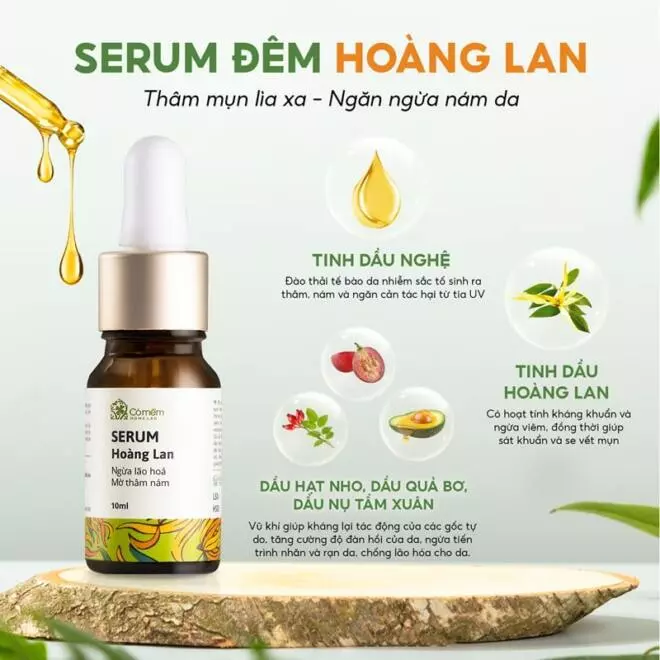 SERUM ĐÊM HOÀNG LAN
Thâm mụn lìa xa - Ngăn ngừa nám da
TINH DẦU NGHỆ
Đào thải tế bào da nhiễm sắc tố sinh ra
thâm, nám và ngăn cản tác hại từ tia UV
TINH DẦU
HOÀNG LAN
Có hoạt tính kháng khuẩn và
ngừa viêm, đồng thời giúp
sát khuẩn và se vết mụn
DẦU HẠT NHO, DẦU QUẢ BƠ,
DẦU NỤ TẦM XUÂN
Vũ khí giúp kháng lại tác động của các gốc tự
do, tăng cường độ đàn hồi của da, ngừa tiến
trình nhăn và rạn da, chống lão hóa cho da.
Cỏ mềm
HOME LAB
SERUM
Hoàng Lan
Ngừa lão hoá
Mờ thâm nám
10ml